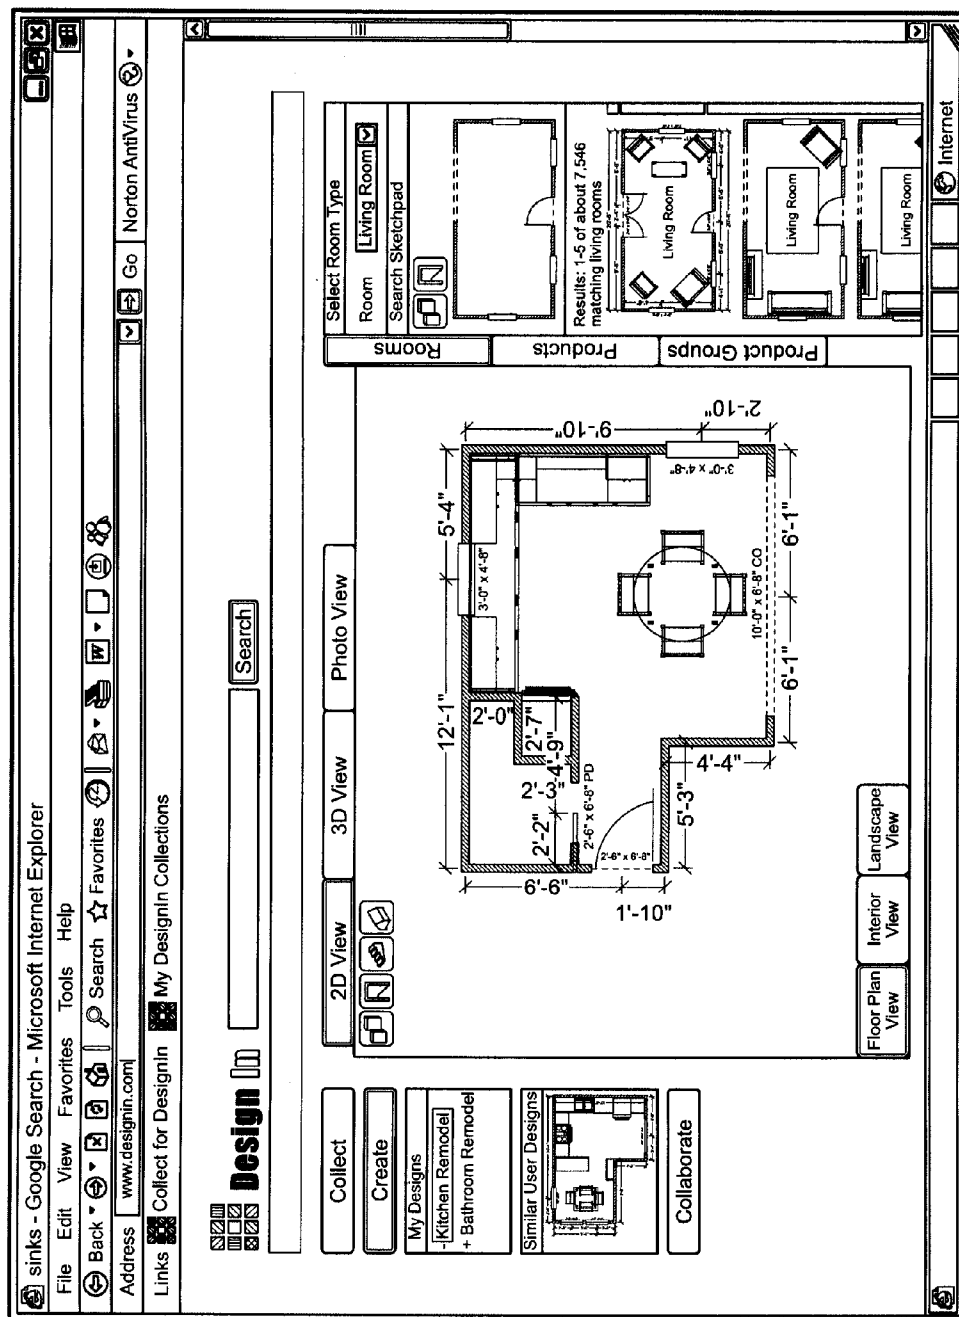 sinks - Google Search - Microsoft Internet Explorer
File Edit View Favorites Tools Help
Back Search Favorites W
Address www.designin.com Go Norton AntiVirus
Links Collect for DesignIn My DesignIn Collections
Design In Search
Collect
Create
My Designs
- Kitchen Remodel
+ Bathroom Remodel
Similar User Designs
Collaborate
2D View 3D View Photo View
12'-1" 5'-4"
3'-0" x 4'-8"
2'-0"
2'-7"
4'-9"
2'-3"
2'-2"
2'-6" x 6'-8" PD
6'-6"
2'-6" x 6'-8"
1'-10"
5'-3"
4'-4"
9'-10"
2'-10"
3'-0" x 4'-8"
10'-0" x 6'-8" CO
6'-1" 6'-1"
Floor Plan View
Interior View
Landscape View
Rooms
Products
Product Groups
Select Room Type
Room Living Room
Search Sketchpad
Results: 1-5 of about 7,546
matching living rooms
Living Room
Living Room
Living Room
Internet